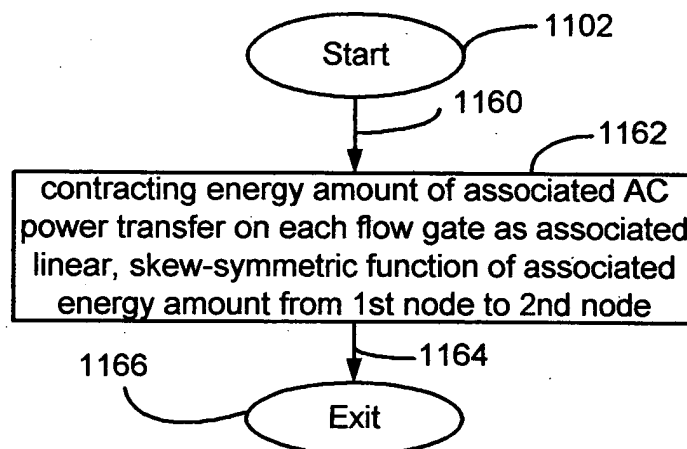 Start
1102
1160
1162
contracting energy amount of associated AC
power transfer on each flow gate as associated
linear, skew-symmetric function of associated
energy amount from 1st node to 2nd node
1164
1166
Exit